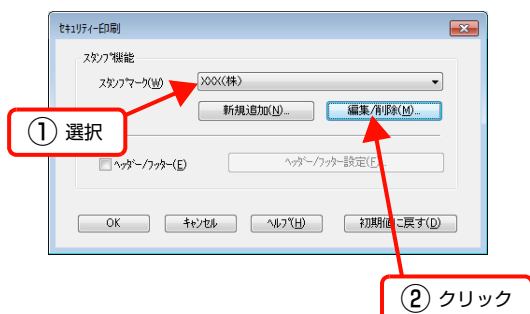 セキュリティー印刷
スタンプ機能
スタンプマーク(W)
XXX(株)
新規追加(N)...
編集/削除(M)...
① 選択
ヘッダー/フッター(E)
ヘッダー/フッター設定(F)...
OK
キャンセル
ヘルプ(H)
初期値に戻す(D)
② クリック